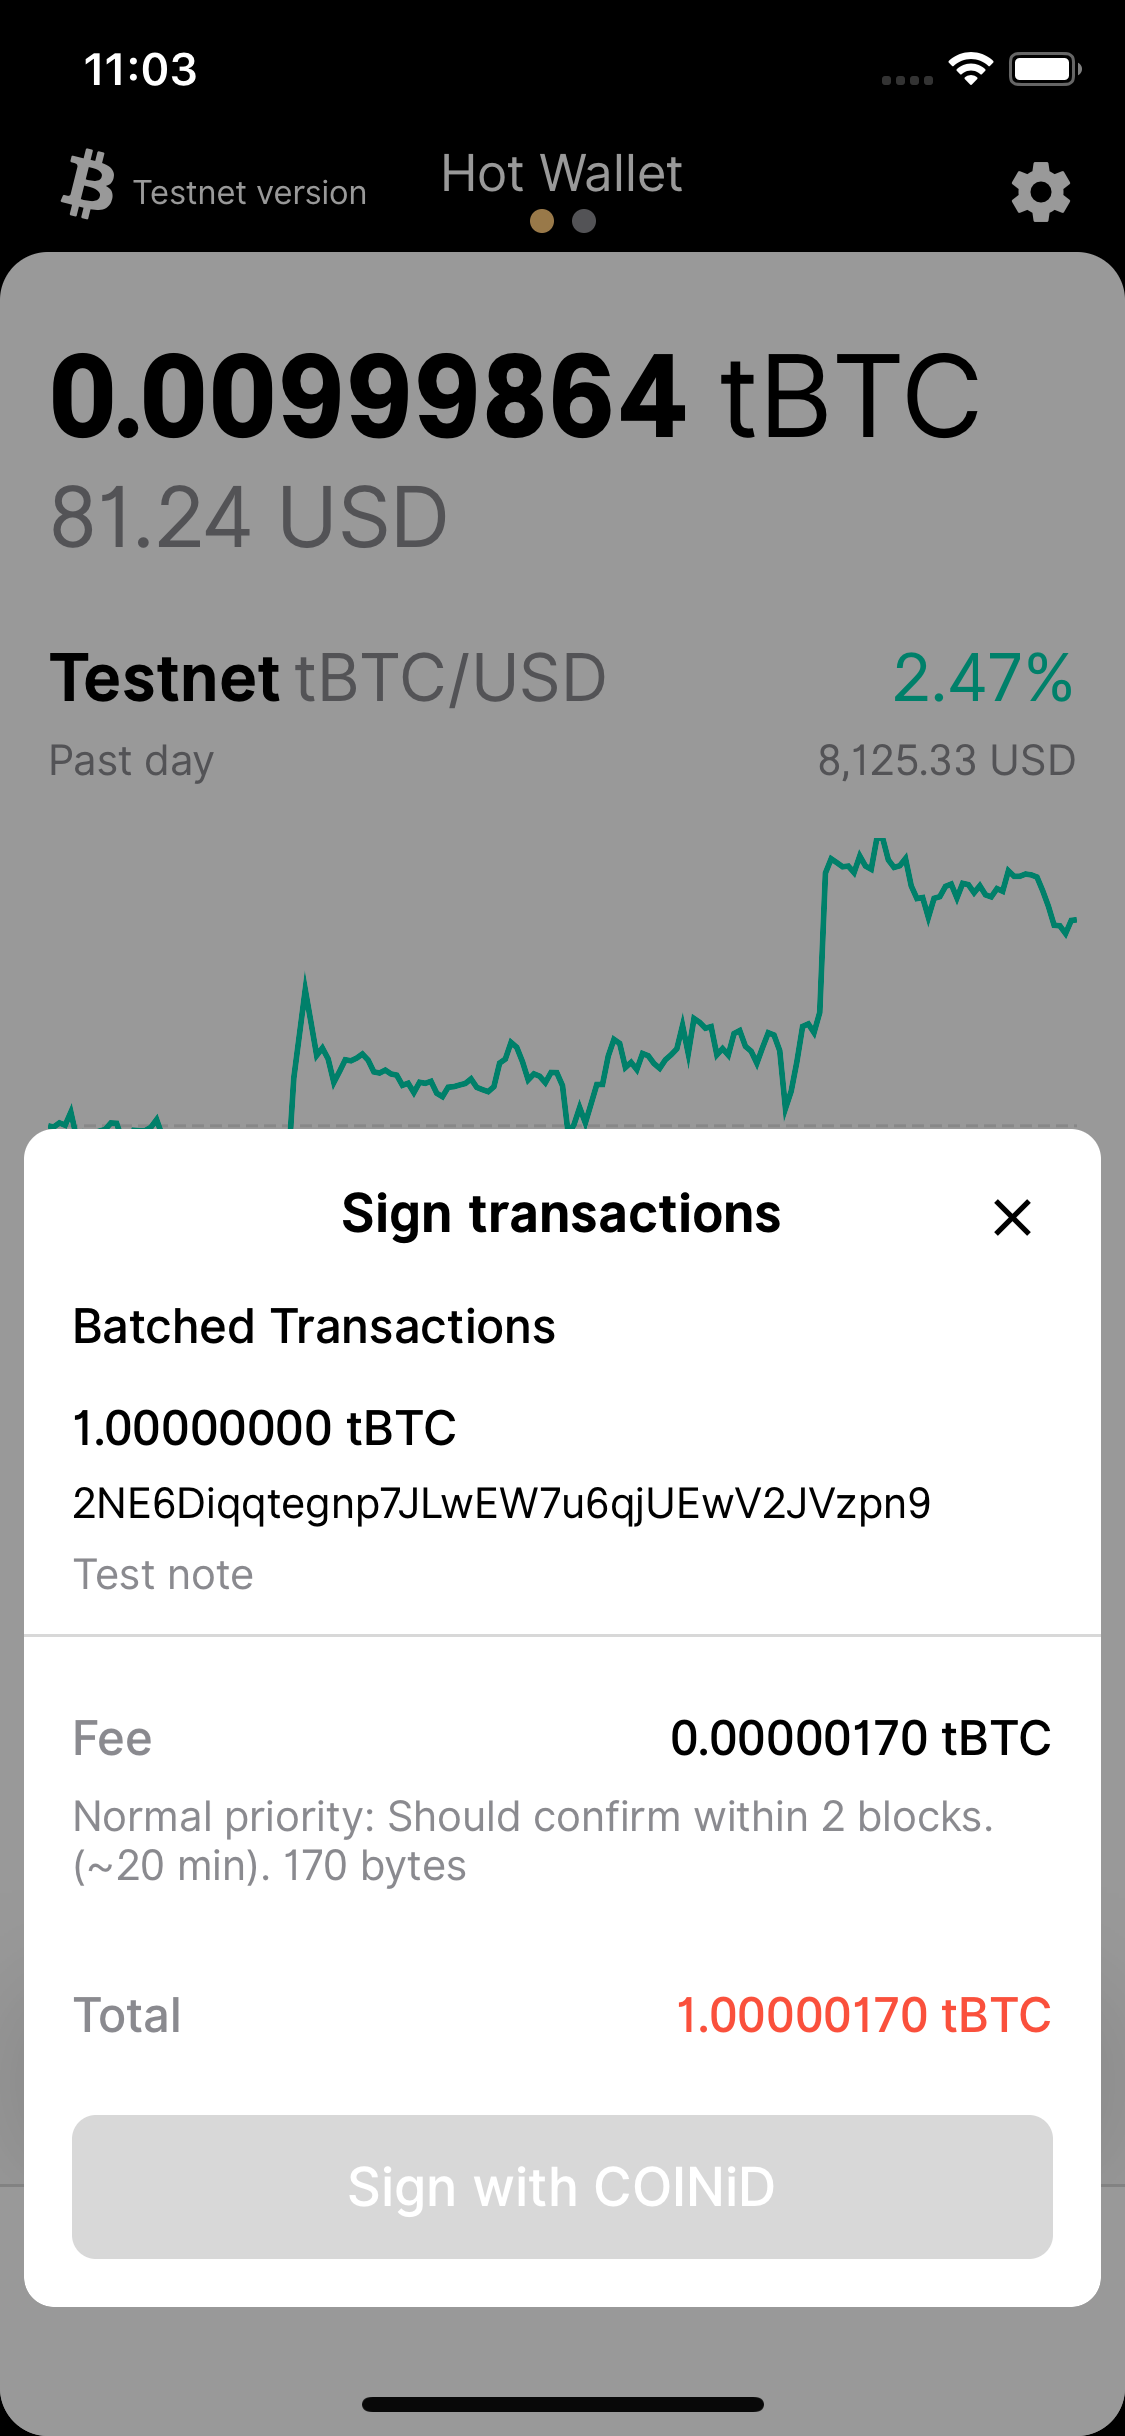 11:03
Testnet version
Hot Wallet
0.00999864 tBTC
81.24 USD
Testnet tBTC/USD 2.47%
Past day 8,125.33 USD
Sign transactions
Batched Transactions
1.00000000 tBTC
2NE6Diqqtegnp7JLwEW7u6qjUEwV2JVzpn9
Test note
Fee 0.00000170 tBTC
Normal priority: Should confirm within 2 blocks.
(~20 min). 170 bytes
Total 1.00000170 tBTC
Sign with COINiD